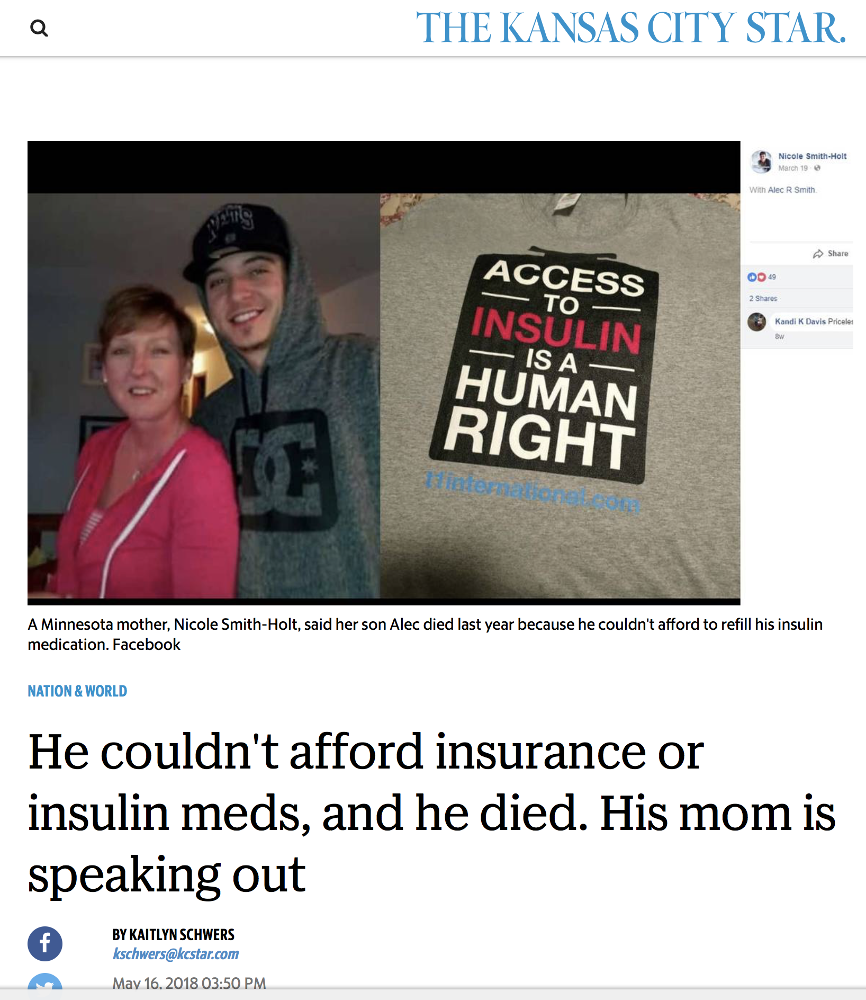 THE KANSAS CITY STAR.
NETS
ACCESS
TO
INSULIN
IS A
HUMAN
RIGHT
t1international.com
Nicole Smith-Holt
March 19
With Alec R Smith.
Share
49
2 Shares
Kandi K Davis Priceles
8w
A Minnesota mother, Nicole Smith-Holt, said her son Alec died last year because he couldn't afford to refill his insulin
medication. Facebook
NATION & WORLD
He couldn't afford insurance or
insulin meds, and he died. His mom is
speaking out
BY KAITLYN SCHWERS
kschwers@kcstar.com
May 16, 2018 03:50 PM